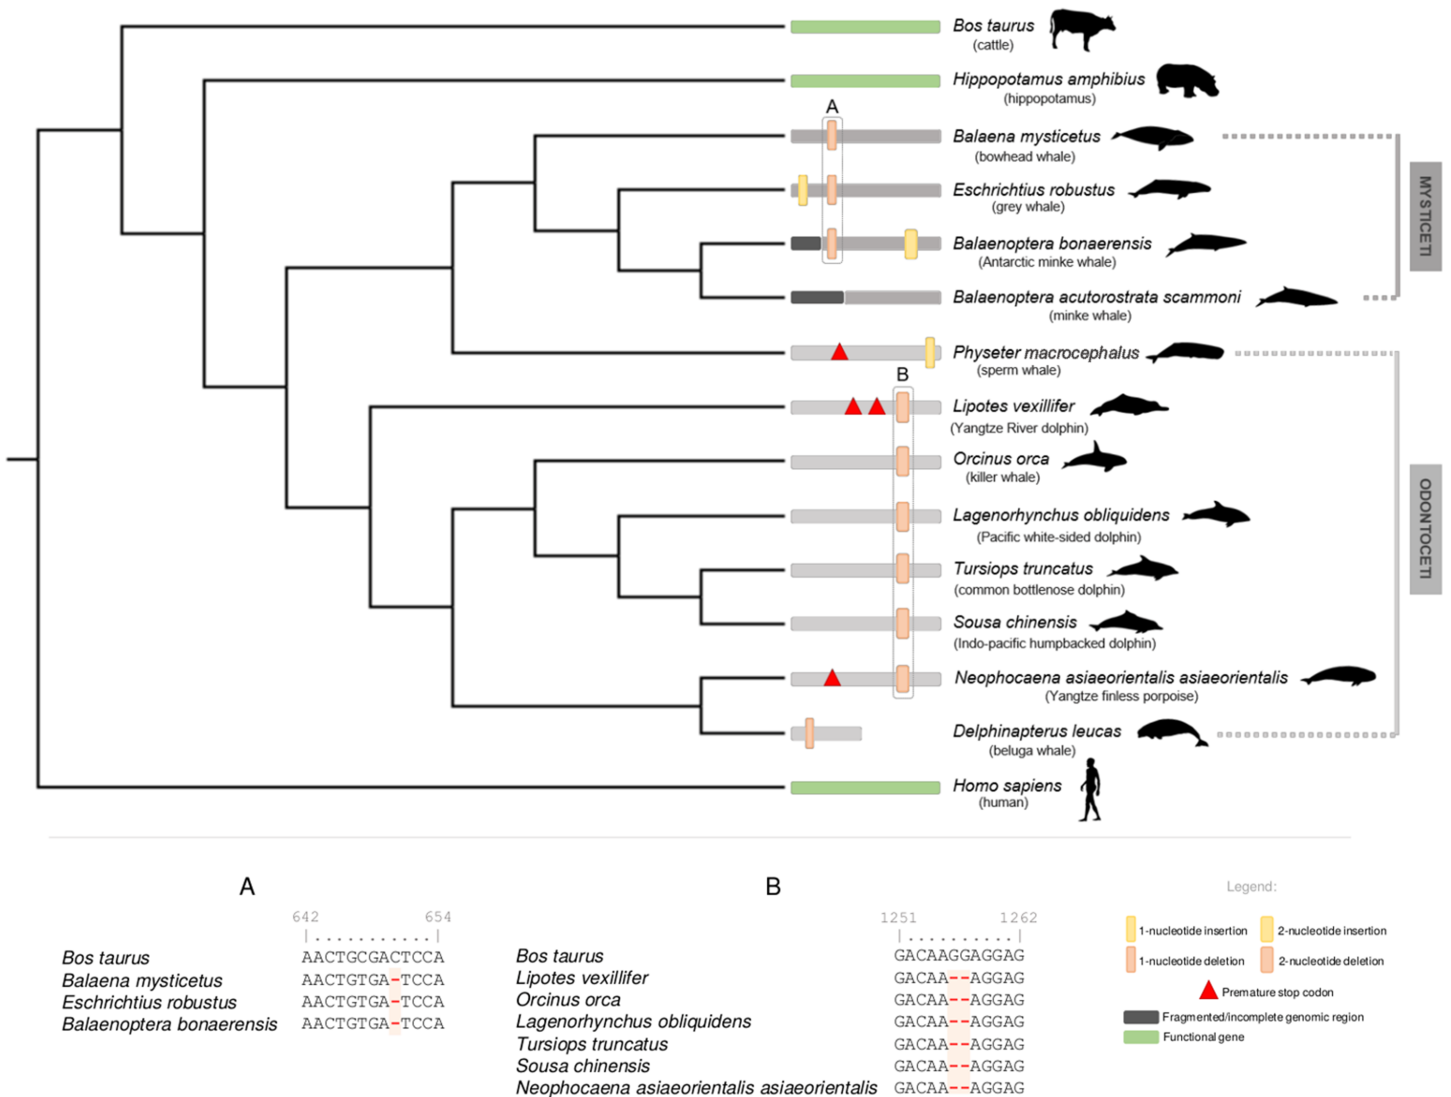 Bos taurus
(cattle)
Hippopotamus amphibius
(hippopotamus)
A
Balaena mysticetus
(bowhead whale)
Eschrichtius robustus
(grey whale)
Balaenoptera bonaerensis
(Antarctic minke whale)
Balaenoptera acutorostrata scammoni
(minke whale)
MYSTICETI
Physeter macrocephalus
(sperm whale)
B
Lipotes vexillifer
(Yangtze River dolphin)
Orcinus orca
(killer whale)
Lagenorhynchus obliquidens
(Pacific white-sided dolphin)
Tursiops truncatus
(common bottlenose dolphin)
Sousa chinensis
(Indo-pacific humpbacked dolphin)
Neophocaena asiaeorientalis asiaeorientalis
(Yangtze finless porpoise)
Delphinapterus leucas
(beluga whale)
ODONTOCETI
Homo sapiens
(human)
A
642 654
|..........|
Bos taurus AACTGCGACTCCA
Balaena mysticetus AACTGTGA-TCCA
Eschrichtius robustus AACTGTGA-TCCA
Balaenoptera bonaerensis AACTGTGA-TCCA
B
1251 1262
|..........|
Bos taurus GACAAGGAGGAG
Lipotes vexillifer GACAA--AGGAG
Orcinus orca GACAA--AGGAG
Lagenorhynchus obliquidens GACAA--AGGAG
Tursiops truncatus GACAA--AGGAG
Sousa chinensis GACAA--AGGAG
Neophocaena asiaeorientalis asiaeorientalis GACAA--AGGAG
Legend:
1-nucleotide insertion 2-nucleotide insertion
1-nucleotide deletion 2-nucleotide deletion
Premature stop codon
Fragmented/incomplete genomic region
Functional gene